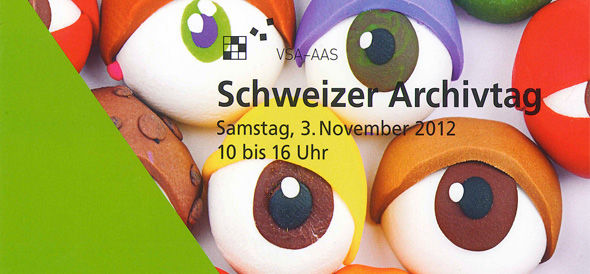 VSA–AAS
Schweizer Archivtag
Samstag, 3. November 2012
10 bis 16 Uhr